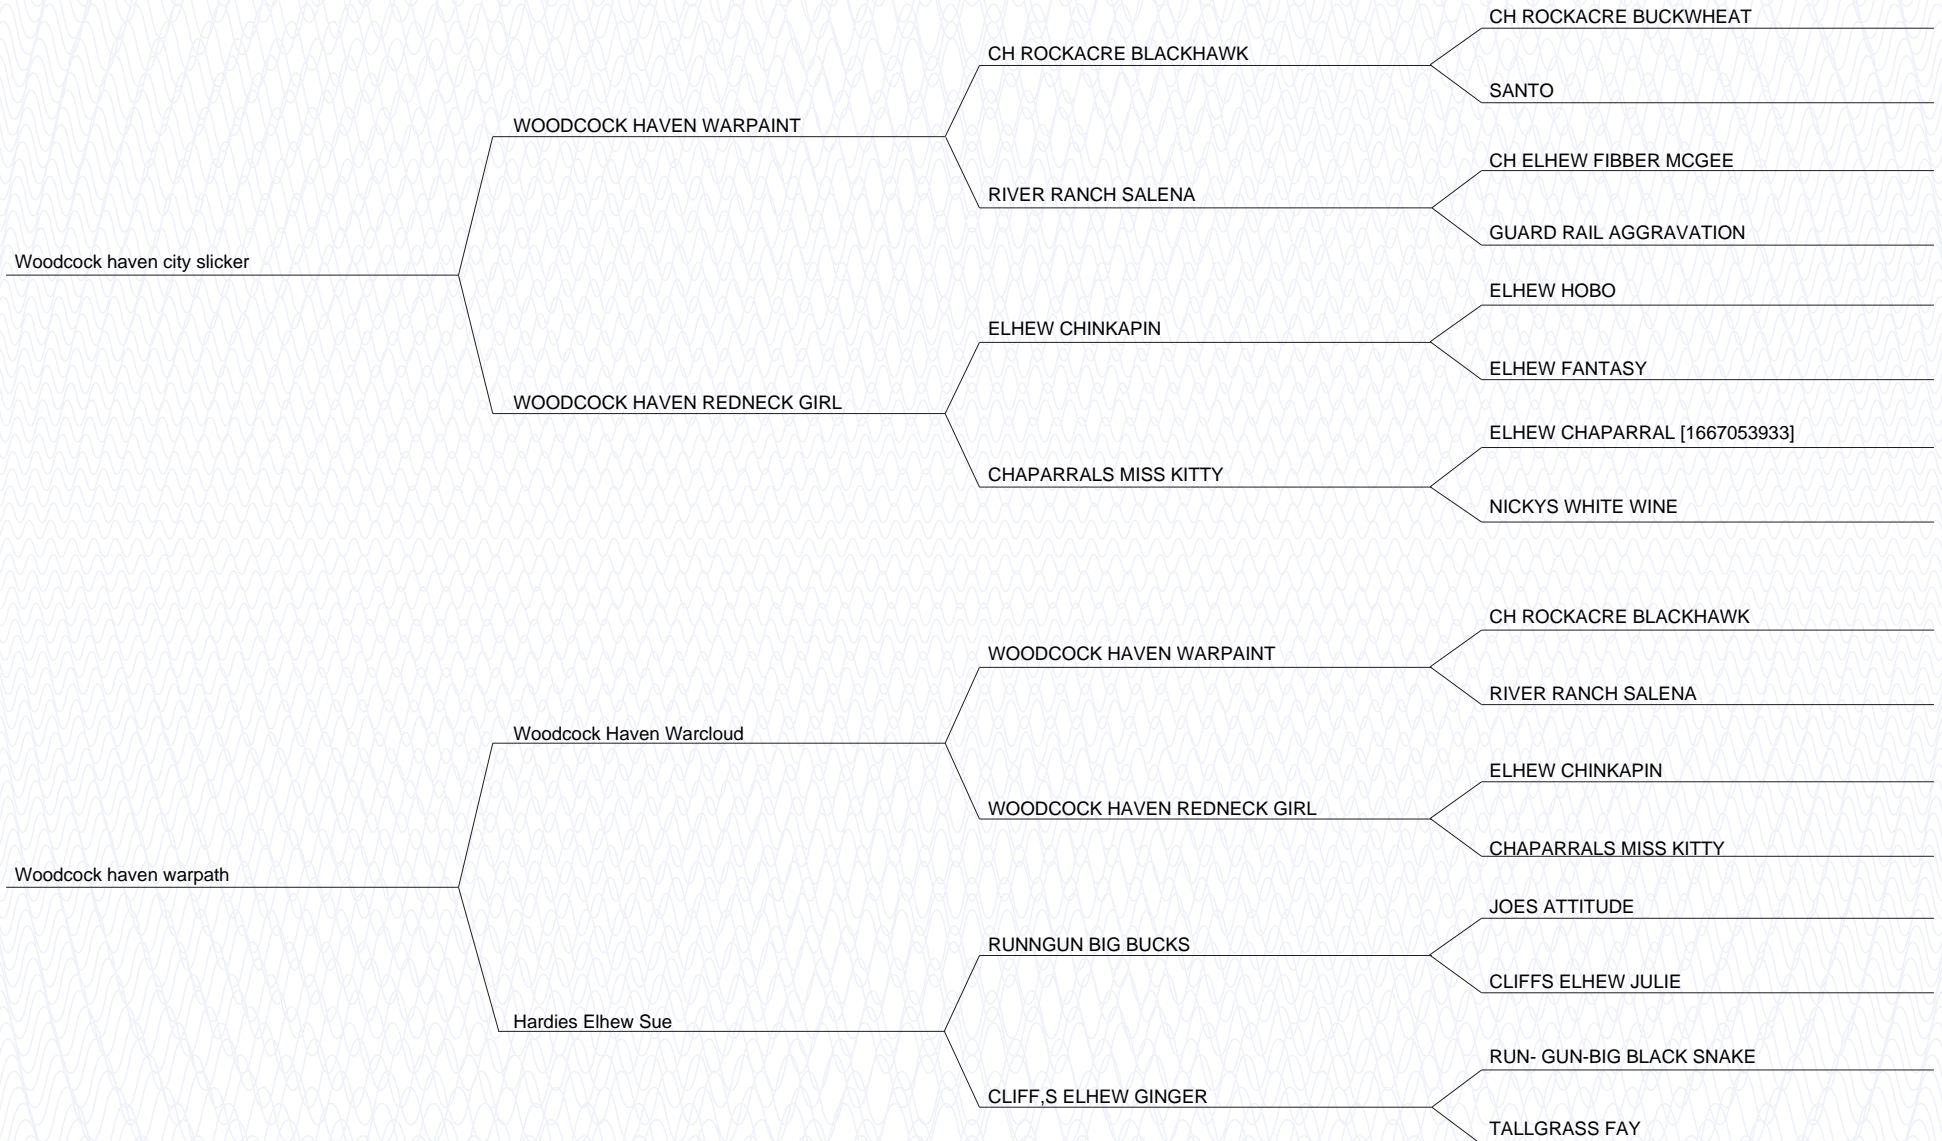 CH ROCKACRE BUCKWHEAT
CH ROCKACRE BLACKHAWK
SANTO
WOODCOCK HAVEN WARPAINT
CH ELHEW FIBBER MCGEE
RIVER RANCH SALENA
GUARD RAIL AGGRAVATION
Woodcock haven city slicker
ELHEW HOBO
ELHEW CHINKAPIN
ELHEW FANTASY
WOODCOCK HAVEN REDNECK GIRL
ELHEW CHAPARRAL [1667053933]
CHAPARRALS MISS KITTY
NICKYS WHITE WINE
CH ROCKACRE BLACKHAWK
WOODCOCK HAVEN WARPAINT
RIVER RANCH SALENA
Woodcock Haven Warcloud
ELHEW CHINKAPIN
WOODCOCK HAVEN REDNECK GIRL
CHAPARRALS MISS KITTY
Woodcock haven warpath
JOES ATTITUDE
RUNNGUN BIG BUCKS
CLIFFS ELHEW JULIE
Hardies Elhew Sue
RUN- GUN-BIG BLACK SNAKE
CLIFF,S ELHEW GINGER
TALLGRASS FAY